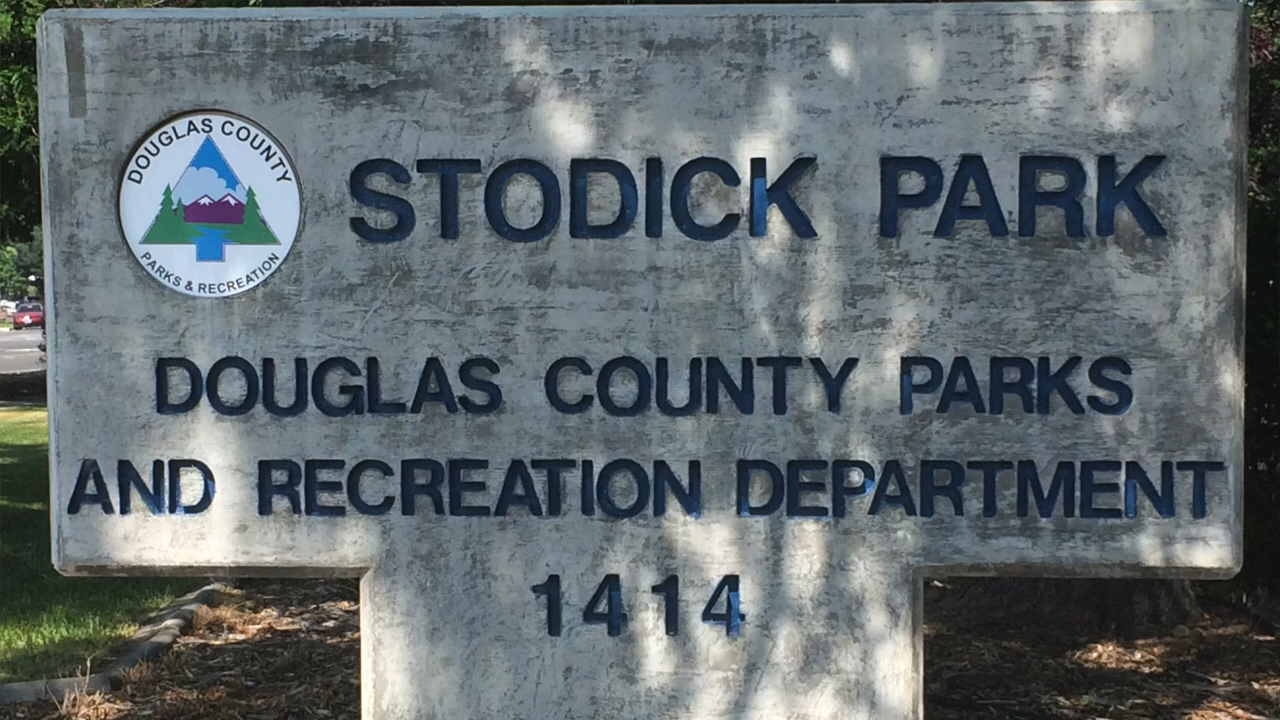 DOUGLAS COUNTY
PARKS & RECREATION
STODICK PARK
DOUGLAS COUNTY PARKS
AND RECREATION DEPARTMENT
1414